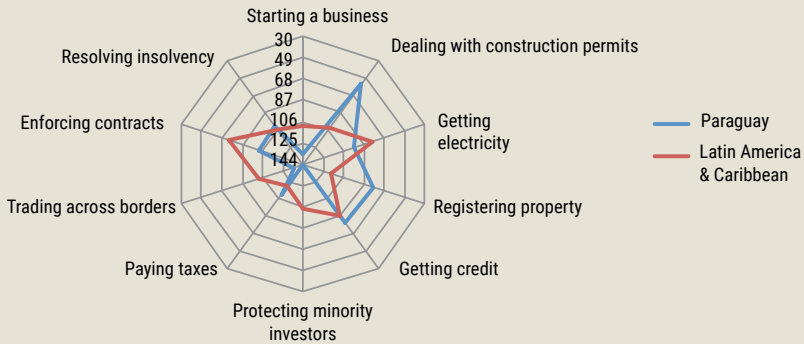 Starting a business
30
49
68
87
106
125
144
Dealing with construction permits
Getting
electricity
Registering property
Getting credit
Protecting minority
investors
Paying taxes
Trading across borders
Enforcing contracts
Resolving insolvency
Paraguay
Latin America
& Caribbean